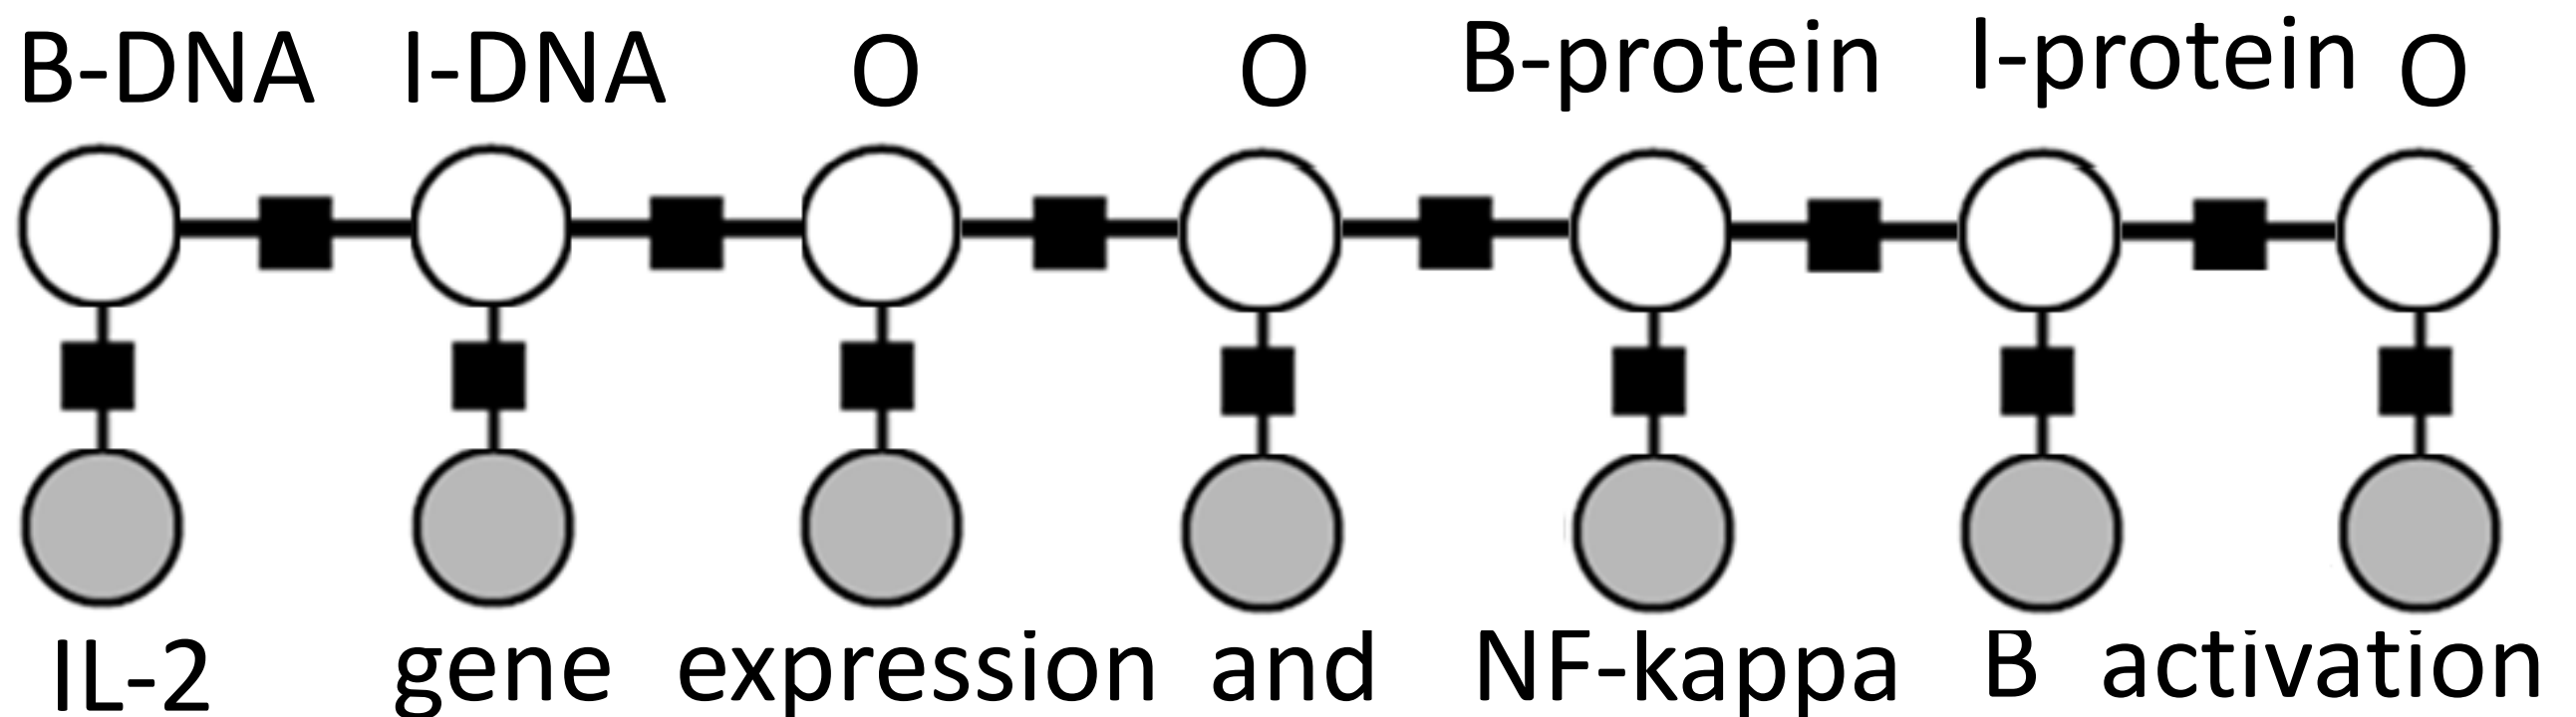 B-DNA I-DNA O O B-protein I-protein O
IL-2 gene expression and NF-kappa B activation